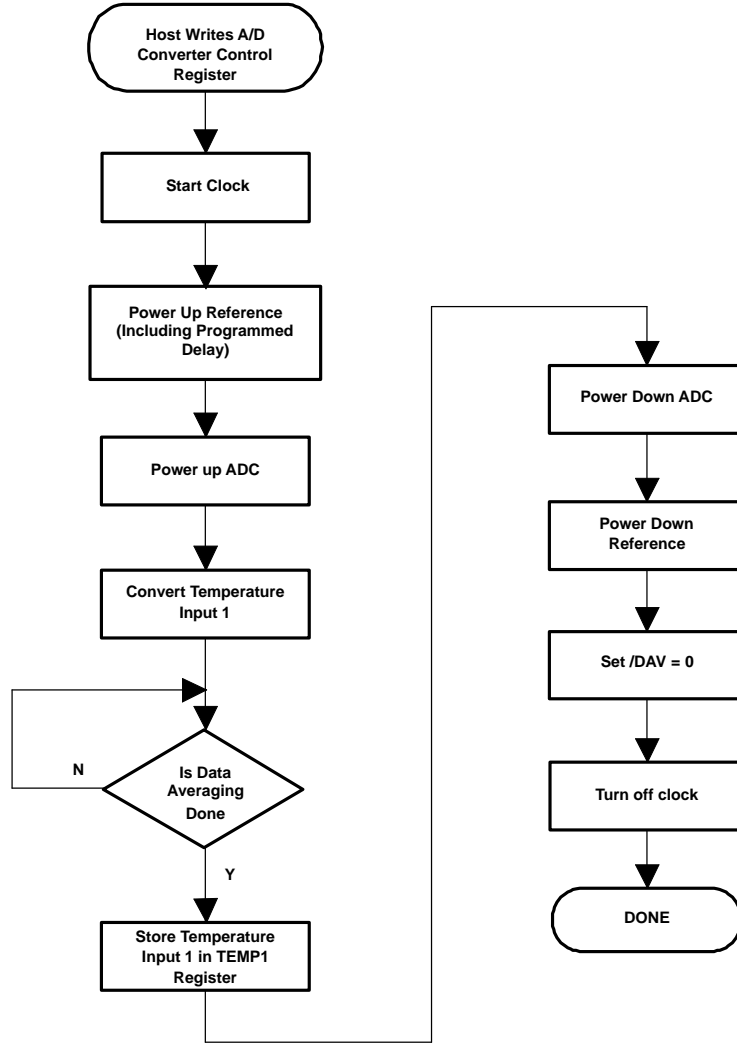 Host Writes A/D
Converter Control
Register
Start Clock
Power Up Reference
(Including Programmed
Delay)
Power up ADC
Convert Temperature
Input 1
N
Is Data
Averaging
Done
Y
Store Temperature
Input 1 in TEMP1
Register
Power Down ADC
Power Down
Reference
Set /DAV = 0
Turn off clock
DONE